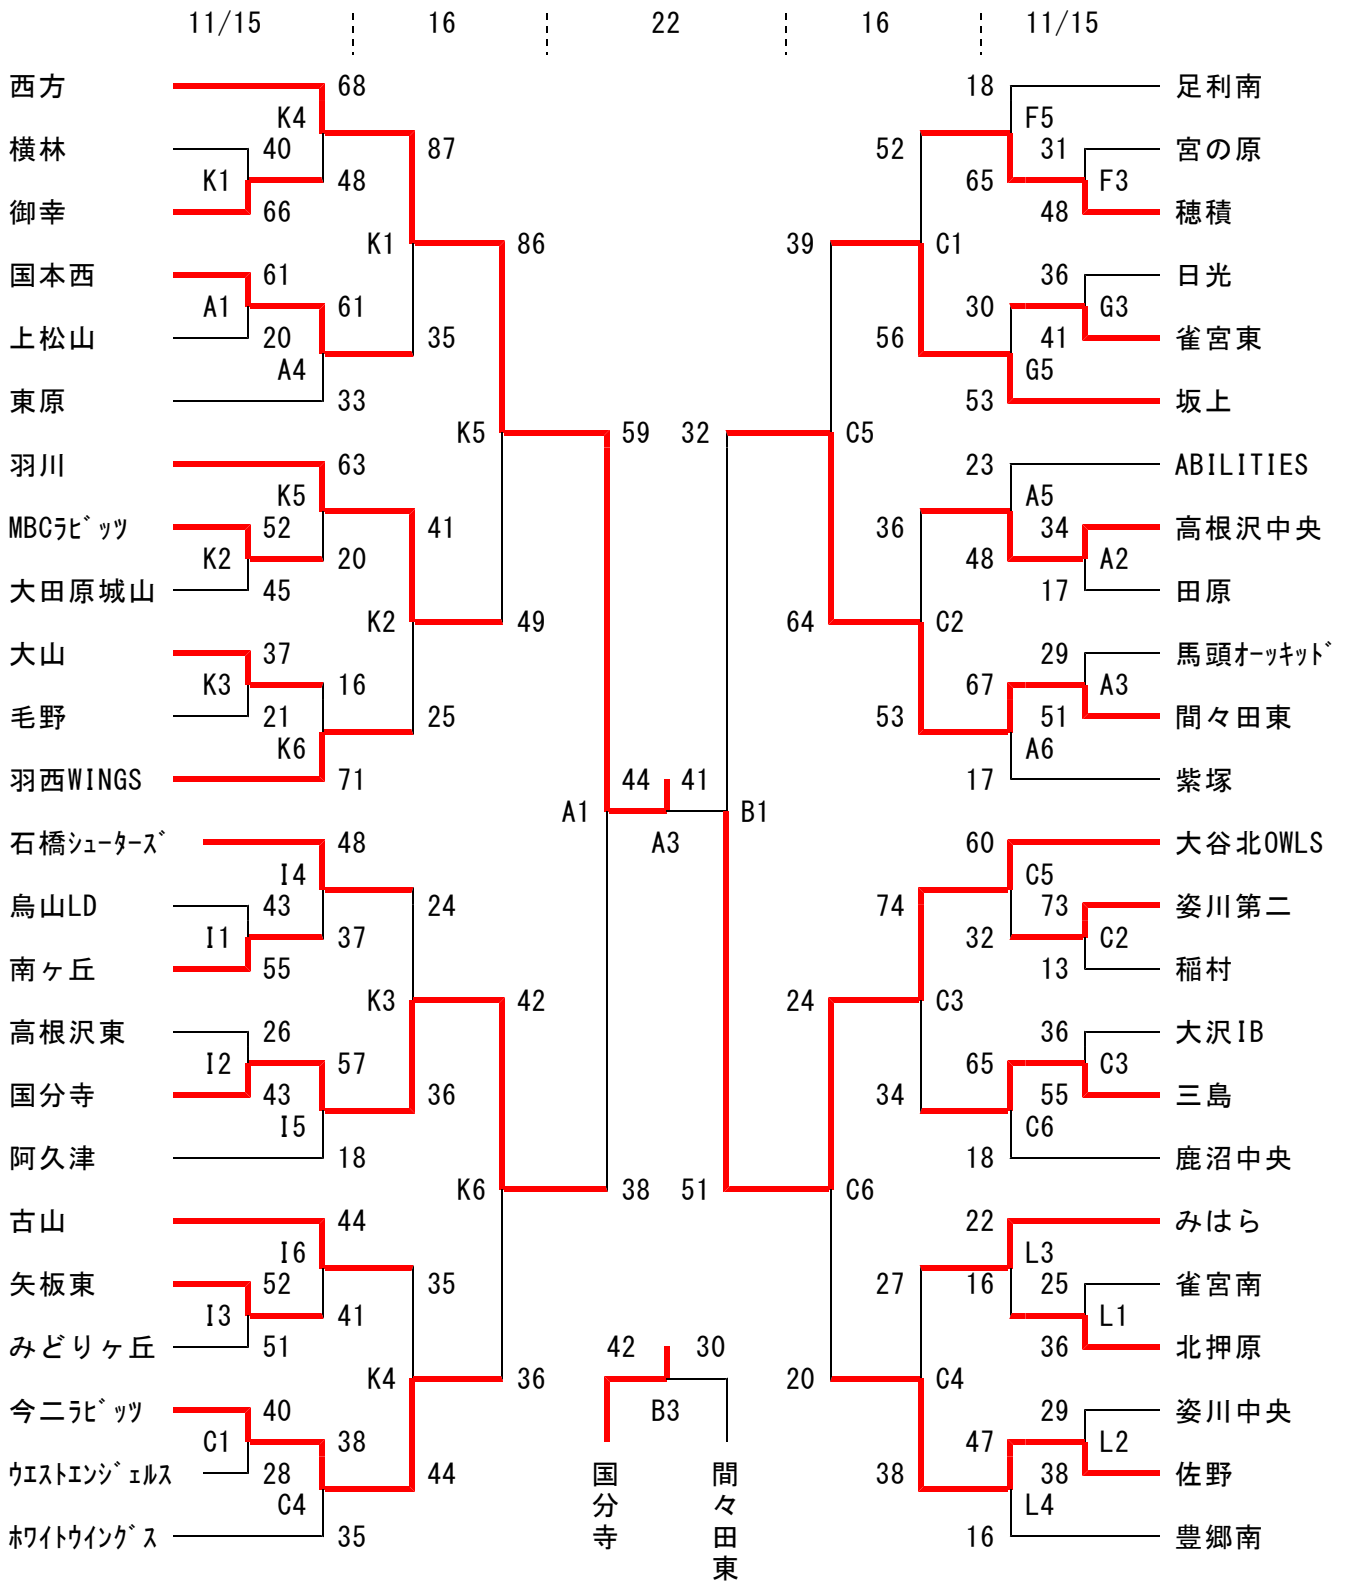 11/15 16 22 16 11/15
西方 68 18 足利南
K4 F5
横林 40 87 52 31 宮の原
K1 48 65 F3
御幸 66 48 穂積
K1 86 39 C1
国本西 61 36 日光
A1 61 30 G3
上松山 20 35 56 41 雀宮東
A4 G5
東原 33 53 坂上
K5 59 32 C5
羽川 63 23 ABILITIES
K5 A5
MBCラビッツ 52 41 36 34 高根沢中央
K2 20 48 A2
大田原城山 45 17 田原
K2 49 64 C2
大山 37 29 馬頭オーッキッド
K3 16 67 A3
毛野 21 25 53 51 間々田東
K6 A6
羽西WINGS 71 44 41 17 紫塚
A1 B1
石橋シューターズ 48 A3 60 大谷北OWLS
I4 C5
烏山LD 43 24 74 73 姿川第二
I1 37 32 C2
南ヶ丘 55 13 稲村
K3 42 24 C3
高根沢東 26 36 大沢IB
I2 57 65 C3
国分寺 43 36 34 55 三島
I5 C6
阿久津 18 18 鹿沼中央
K6 38 51 C6
古山 44 22 みはら
I6 L3
矢板東 52 35 27 16 25 雀宮南
I3 41 L1
みどりヶ丘 51 42 30 36 北押原
K4 36 20 C4
今二ラビッツ 40 B3 29 姿川中央
C1 38 47 L2
ウエストエンジェルス 28 44 38 38 佐野
C4 L4
ホワイトウイングス 35 16 豊郷南
国分寺
間々田東